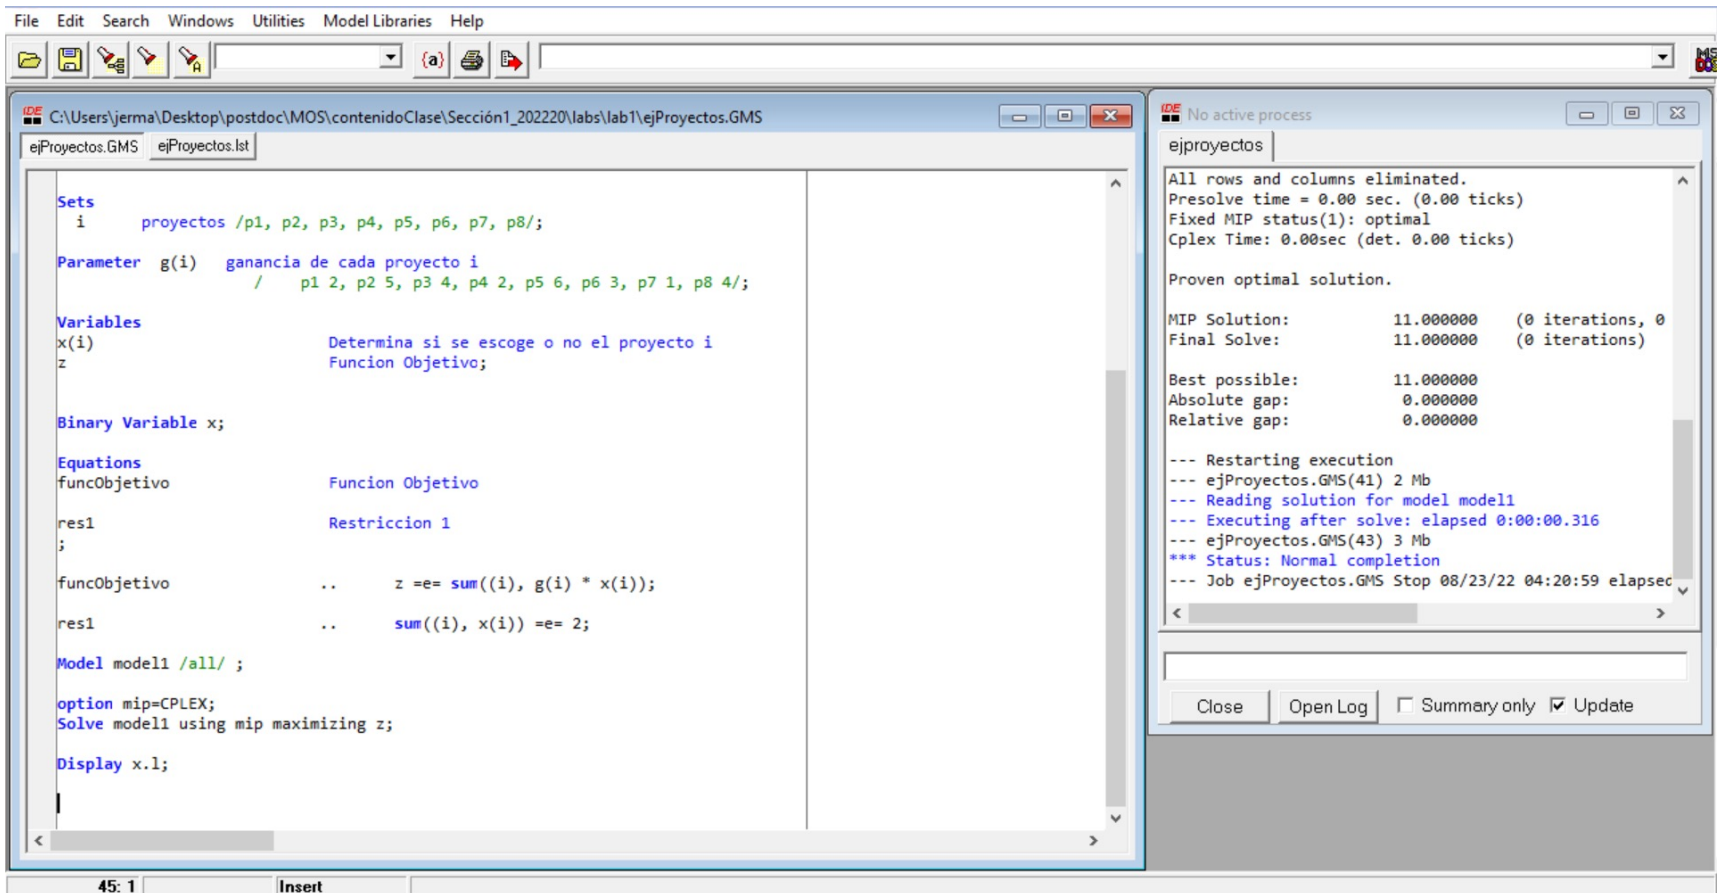 File Edit Search Windows Utilities Model Libraries Help
{a}
IDE C:\Users\jerma\Desktop\postdoc\MOS\contenidoClase\Sección1_202220\labs\lab1\ejProyectos.GMS
ejProyectos.GMS ejProyectos.lst
Sets
i proyectos /p1, p2, p3, p4, p5, p6, p7, p8/;
Parameter g(i) ganancia de cada proyecto i
/ p1 2, p2 5, p3 4, p4 2, p5 6, p6 3, p7 1, p8 4/;
Variables
x(i) Determina si se escoge o no el proyecto i
z Funcion Objetivo;
Binary Variable x;
Equations
funcObjetivo Funcion Objetivo
res1 Restriccion 1
;
funcObjetivo .. z =e= sum((i), g(i) * x(i));
res1 .. sum((i), x(i)) =e= 2;
Model model1 /all/ ;
option mip=CPLEX;
Solve model1 using mip maximizing z;
Display x.l;
45: 1 Insert
IDE No active process
ejproyectos
All rows and columns eliminated.
Presolve time = 0.00 sec. (0.00 ticks)
Fixed MIP status(1): optimal
Cplex Time: 0.00sec (det. 0.00 ticks)
Proven optimal solution.
MIP Solution: 11.000000 (0 iterations, 0
Final Solve: 11.000000 (0 iterations)
Best possible: 11.000000
Absolute gap: 0.000000
Relative gap: 0.000000
--- Restarting execution
--- ejProyectos.GMS(41) 2 Mb
--- Reading solution for model model1
--- Executing after solve: elapsed 0:00:00.316
--- ejProyectos.GMS(43) 3 Mb
*** Status: Normal completion
--- Job ejProyectos.GMS Stop 08/23/22 04:20:59 elapsed
Close Open Log Summary only Update